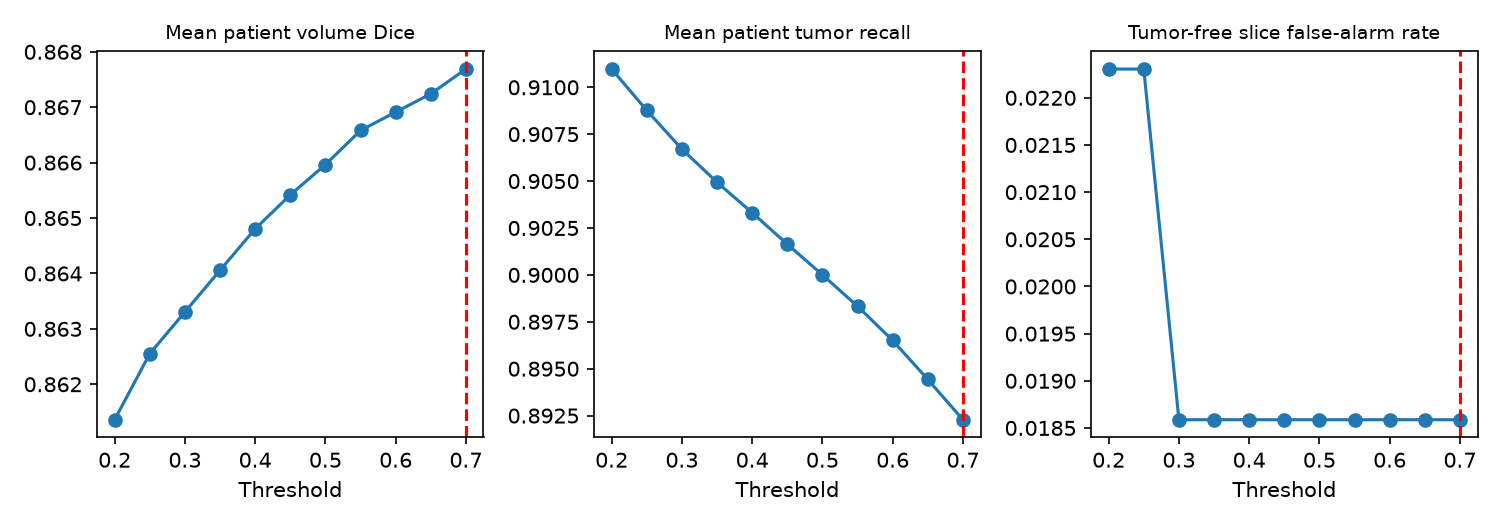 Mean patient volume Dice
0.868
0.867
0.866
0.865
0.864
0.863
0.862
0.2 0.3 0.4 0.5 0.6 0.7
Threshold
Mean patient tumor recall
0.9100
0.9075
0.9050
0.9025
0.9000
0.8975
0.8950
0.8925
0.2 0.3 0.4 0.5 0.6 0.7
Threshold
Tumor-free slice false-alarm rate
0.0220
0.0215
0.0210
0.0205
0.0200
0.0195
0.0190
0.0185
0.2 0.3 0.4 0.5 0.6 0.7
Threshold